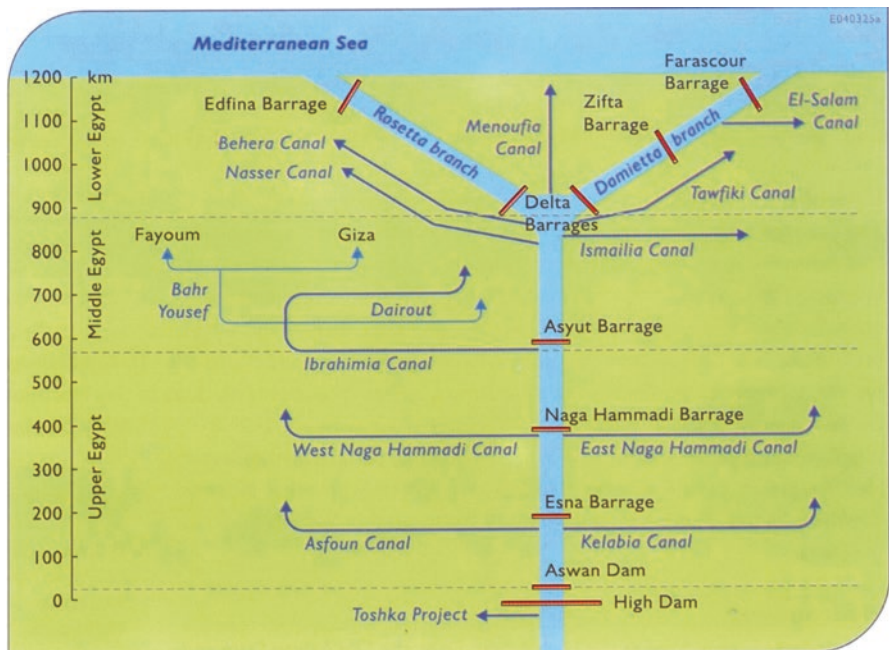 E040325a
Mediterranean Sea
1200 km
1100
1000
900
800
700
600
500
400
300
200
100
0
Lower Egypt
Middle Egypt
Upper Egypt
Farascour
Barrage
Edfina Barrage
Rosetta branch
Zifta
Barrage
El-Salam
Canal
Behera Canal
Menoufia
Canal
Damietta branch
Nasser Canal
Tawfiki Canal
Delta
Barrages
Fayoum
Giza
Ismailia Canal
Bahr
Yousef
Dairout
Asyut Barrage
Ibrahimia Canal
Naga Hammadi Barrage
West Naga Hammadi Canal
East Naga Hammadi Canal
Esna Barrage
Asfoun Canal
Kelabia Canal
Aswan Dam
High Dam
Toshka Project